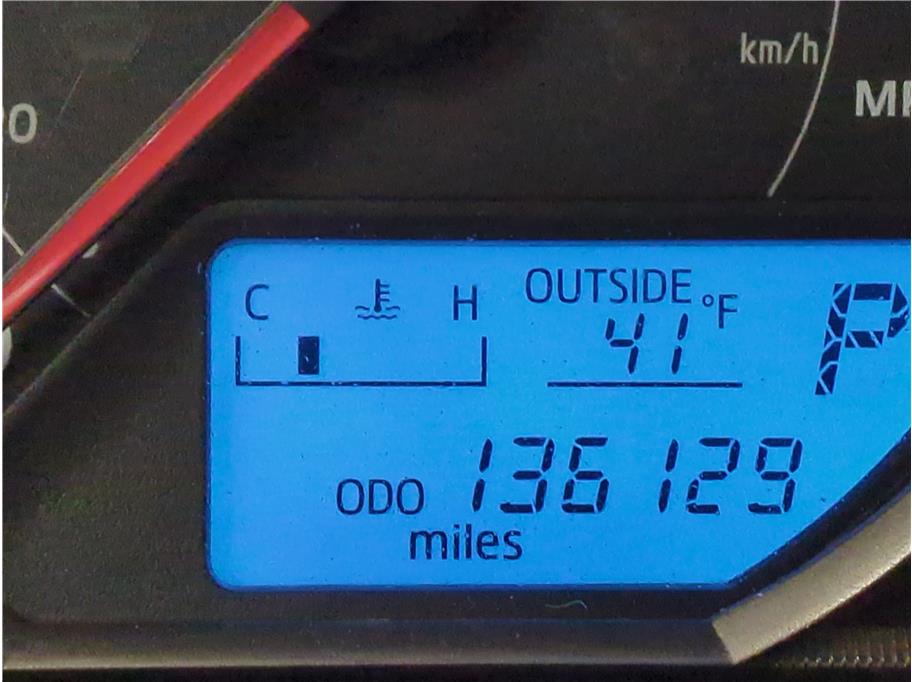 km/h
C H
OUTSIDE
41 °F
P
ODO 136129
miles